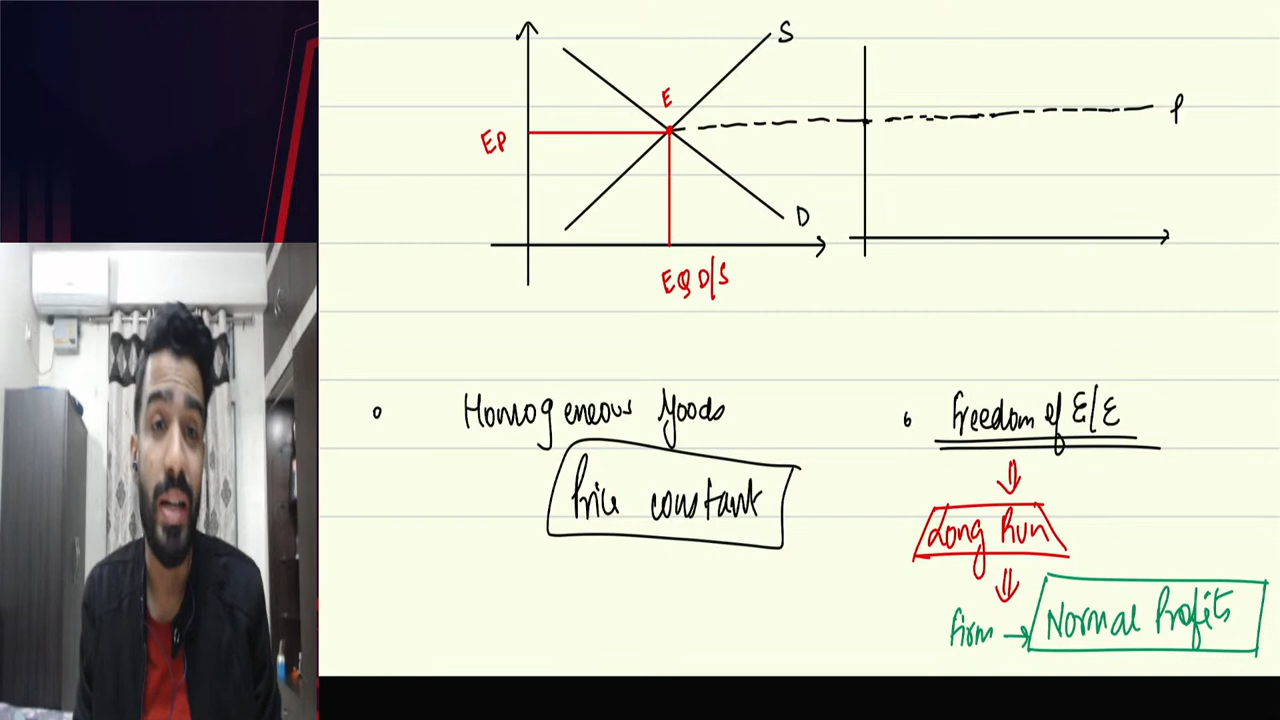 S
E
P
EP
D
EQ D/S
Homogeneous Goods
Freedom of E/E
Price constant
Long Run
firm → Normal Profits